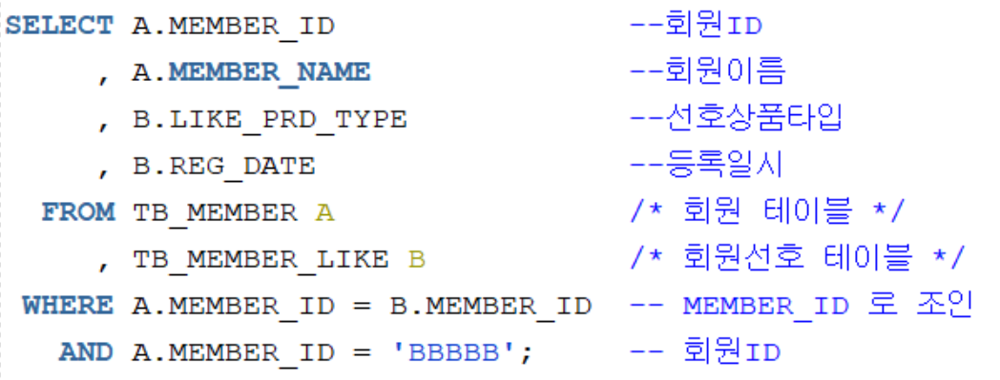 SELECT A.MEMBER_ID --회원ID
, A.MEMBER_NAME --회원이름
, B.LIKE_PRD_TYPE --선호상품타입
, B.REG_DATE --등록일시
FROM TB_MEMBER A /* 회원 테이블 */
, TB_MEMBER_LIKE B /* 회원선호 테이블 */
WHERE A.MEMBER_ID = B.MEMBER_ID -- MEMBER_ID 로 조인
AND A.MEMBER_ID = 'BBBBB'; -- 회원ID